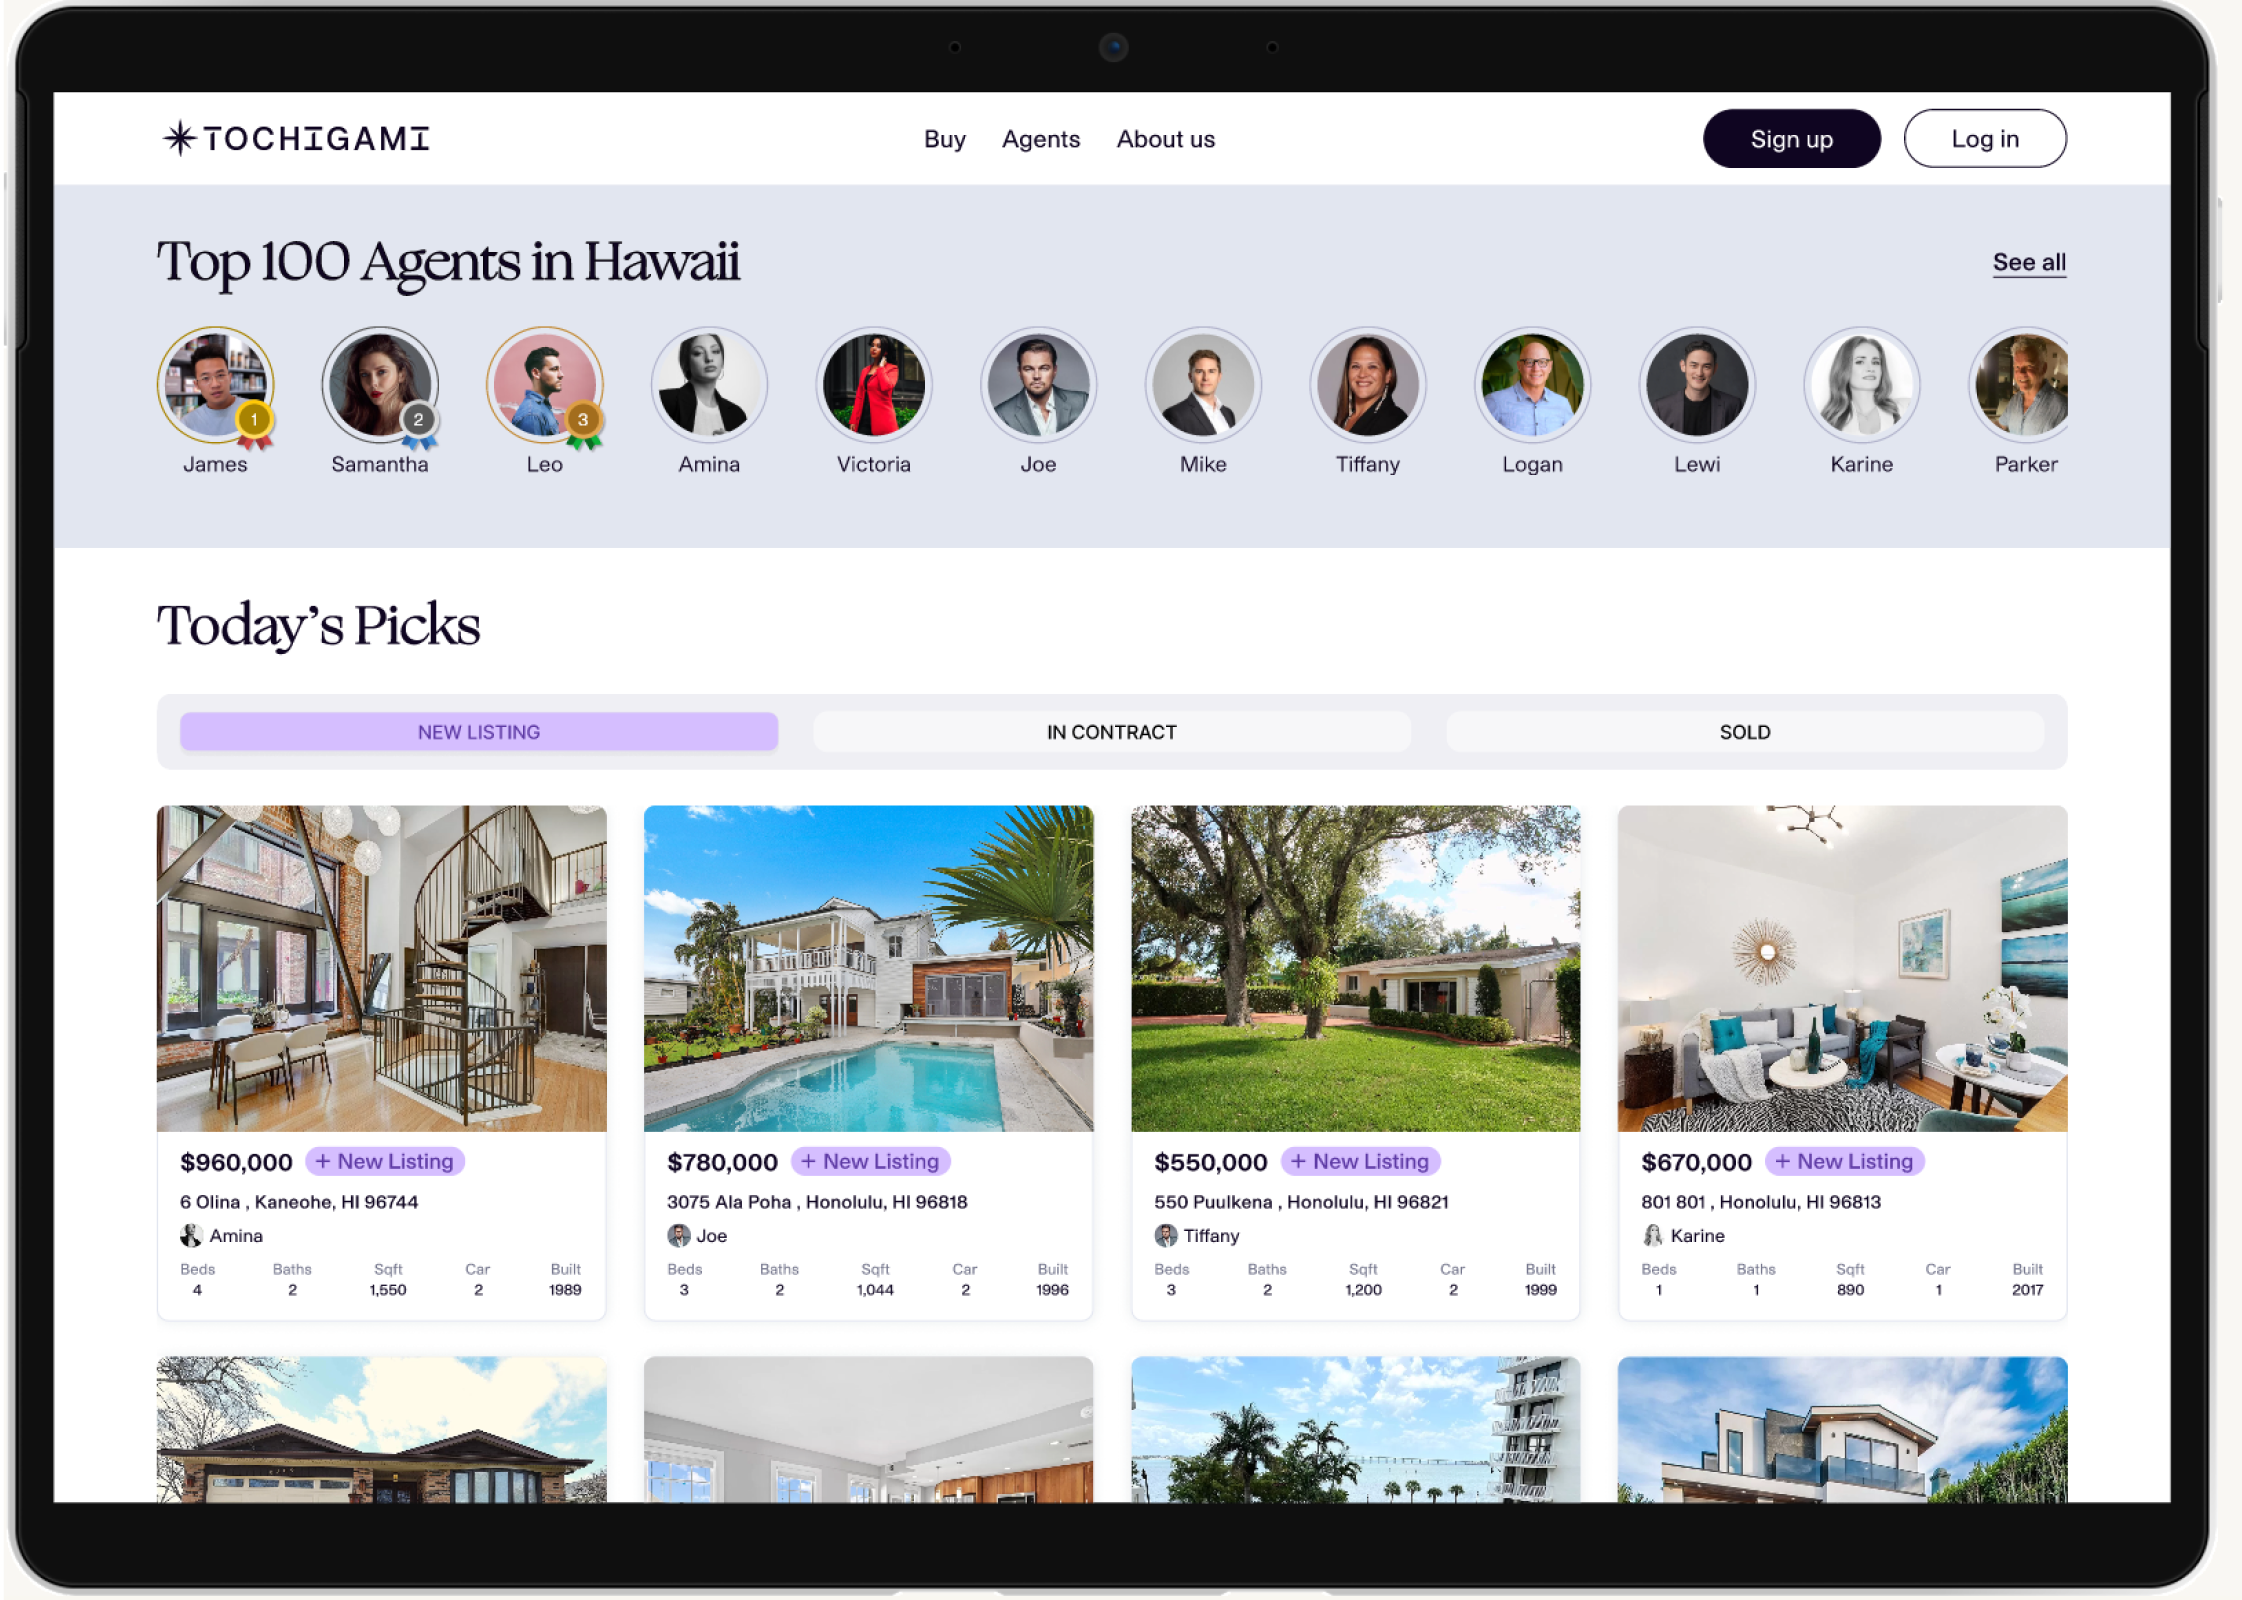 TOCHIGAMI
Buy Agents About us
Sign up Log in
Top 100 Agents in Hawaii
See all
1 2 3
James Samantha Leo Amina Victoria Joe Mike Tiffany Logan Lewi Karine Parker
Today’s Picks
NEW LISTING IN CONTRACT SOLD
$960,000 + New Listing
6 Olina , Kaneohe, HI 96744
Amina
Beds Baths Sqft Car Built
4 2 1,550 2 1989
$780,000 + New Listing
3075 Ala Poha , Honolulu, HI 96818
Joe
Beds Baths Sqft Car Built
3 2 1,044 2 1996
$550,000 + New Listing
550 Puulkena , Honolulu, HI 96821
Tiffany
Beds Baths Sqft Car Built
3 2 1,200 2 1999
$670,000 + New Listing
801 801 , Honolulu, HI 96813
Karine
Beds Baths Sqft Car Built
1 1 890 1 2017